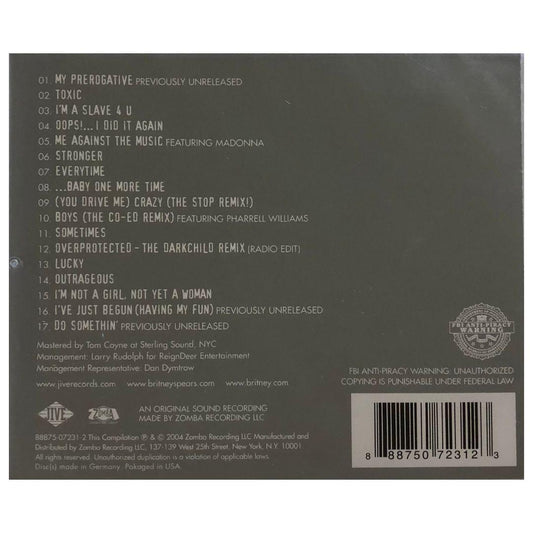 01. MY PREROGATIVE PREVIOUSLY UNRELEASED
02. TOXIC
03. I'M A SLAVE 4 U
04. OOPS!...I DID IT AGAIN
05. ME AGAINST THE MUSIC FEATURING MADONNA
06. STRONGER
07. EVERYTIME
08. ...BABY ONE MORE TIME
09. (YOU DRIVE ME) CRAZY (THE STOP REMIX!)
10. BOYS (THE CO-ED REMIX) FEATURING PHARRELL WILLIAMS
11. SOMETIMES
12. OVERPROTECTED - THE DARKCHILD REMIX (RADIO EDIT)
13. LUCKY
14. OUTRAGEOUS
15. I'M NOT A GIRL, NOT YET A WOMAN
16. I'VE JUST BEGUN (HAVING MY FUN) PREVIOUSLY UNRELEASED
17. DO SOMETHIN' PREVIOUSLY UNRELEASED
Mastered by Tom Coyne at Sterling Sound, NYC
Management: Larry Rudolph for ReignDeer Entertainment
Management Representative: Dan Dymtrow
www.jiverecords.com www.britneyspears.com www.britney.com
FBI ANTI-PIRACY
WARNING
FBI ANTI-PIRACY WARNING: UNAUTHORIZED
COPYING IS PUNISHABLE UNDER FEDERAL LAW
JIVE
ZOMBA
AN ORIGINAL SOUND RECORDING
MADE BY ZOMBA RECORDING LLC
88875-07231-2 This Compilation ℗ & © 2004 Zomba Recording LLC Manufactured and
Distributed by Zomba Recording LLC, 137-139 West 25th Street, New York, N.Y. 10001.
All rights reserved. Unauthorized duplication is a violation of applicable laws.
Disc(s) made in Germany. Pakaged in USA.
8 88750 72312 3